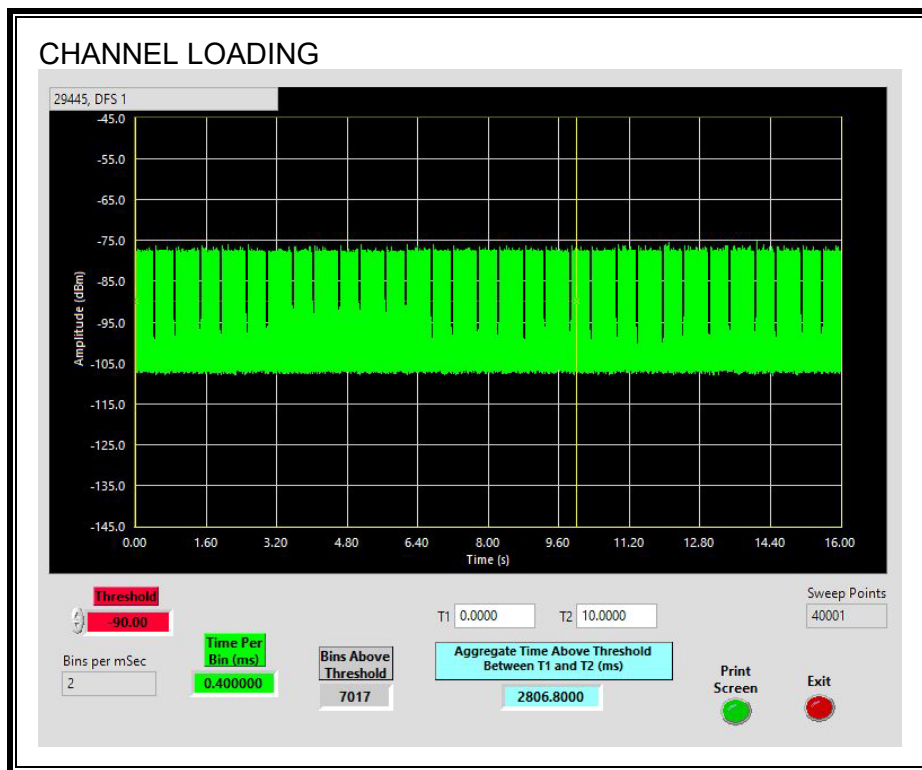 CHANNEL LOADING
29445, DFS 1
-45.0
-55.0
-65.0
-75.0
-85.0
-95.0
-105.0
-115.0
-125.0
-135.0
-145.0
Amplitude (dBm)
0.00 1.60 3.20 4.80 6.40 8.00 9.60 11.20 12.80 14.40 16.00
Time (s)
Threshold
-90.00
Bins per mSec
2
Time Per
Bin (ms)
0.400000
Bins Above
Threshold
7017
T1 0.0000 T2 10.0000
Aggregate Time Above Threshold
Between T1 and T2 (ms)
2806.8000
Sweep Points
40001
Print
Screen
Exit